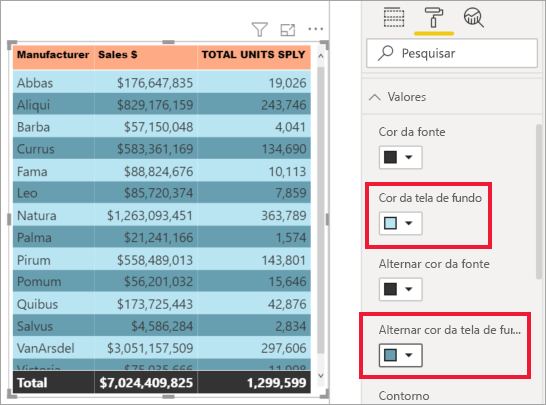 Manufacturer Sales $ TOTAL UNITS SPLY
Abbas $176,647,835 19,026
Aliqui $829,176,159 243,746
Barba $57,150,048 4,041
Currus $583,361,169 134,690
Fama $88,824,676 10,113
Leo $85,720,374 7,859
Natura $1,263,093,451 363,789
Palma $21,241,166 1,574
Pirum $558,489,013 143,801
Pomum $56,201,032 15,646
Quibus $173,725,443 42,876
Salvus $4,586,284 2,834
VanArsdel $3,051,157,509 297,606
Victoria $75,035,666 11,998
Total $7,024,409,825 1,299,599
Pesquisar
Valores
Cor da fonte
Cor da tela de fundo
Alternar cor da fonte
Alternar cor da tela de fu...
Contorno